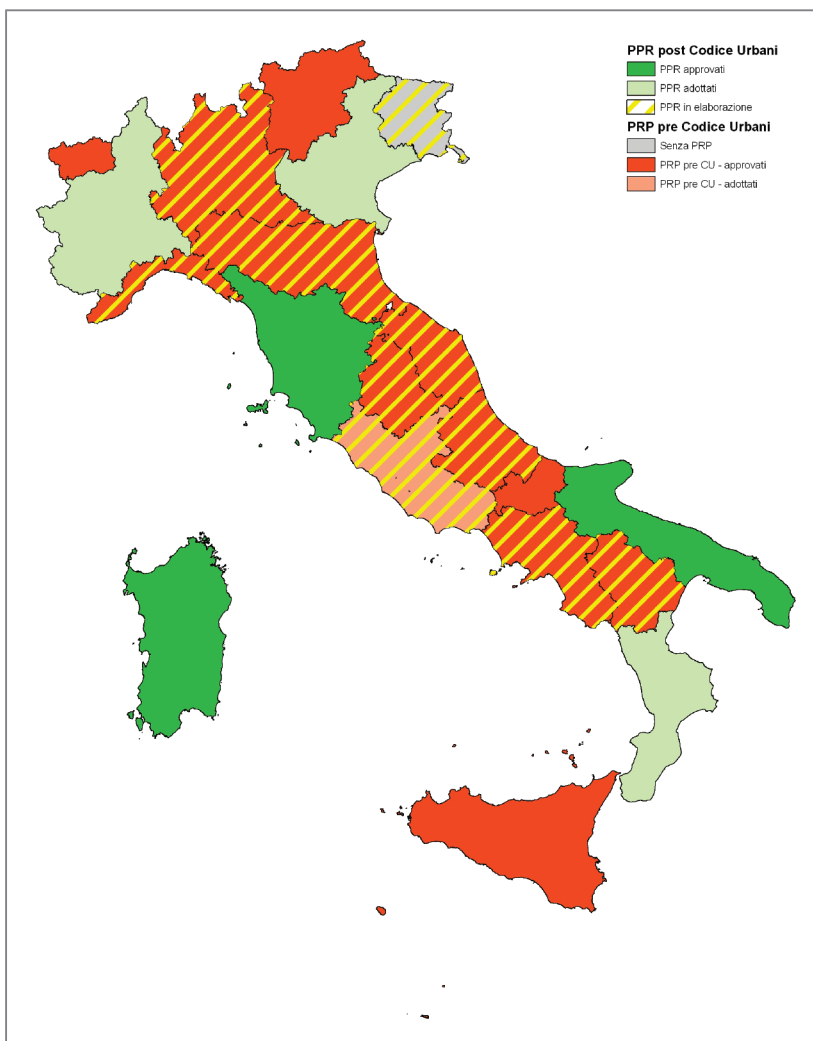 PPR post Codice Urbani
PPR approvati
PPR adottati
PPR in elaborazione
PRP pre Codice Urbani
Senza PRP
PRP pre CU - approvati
PRP pre CU - adottati